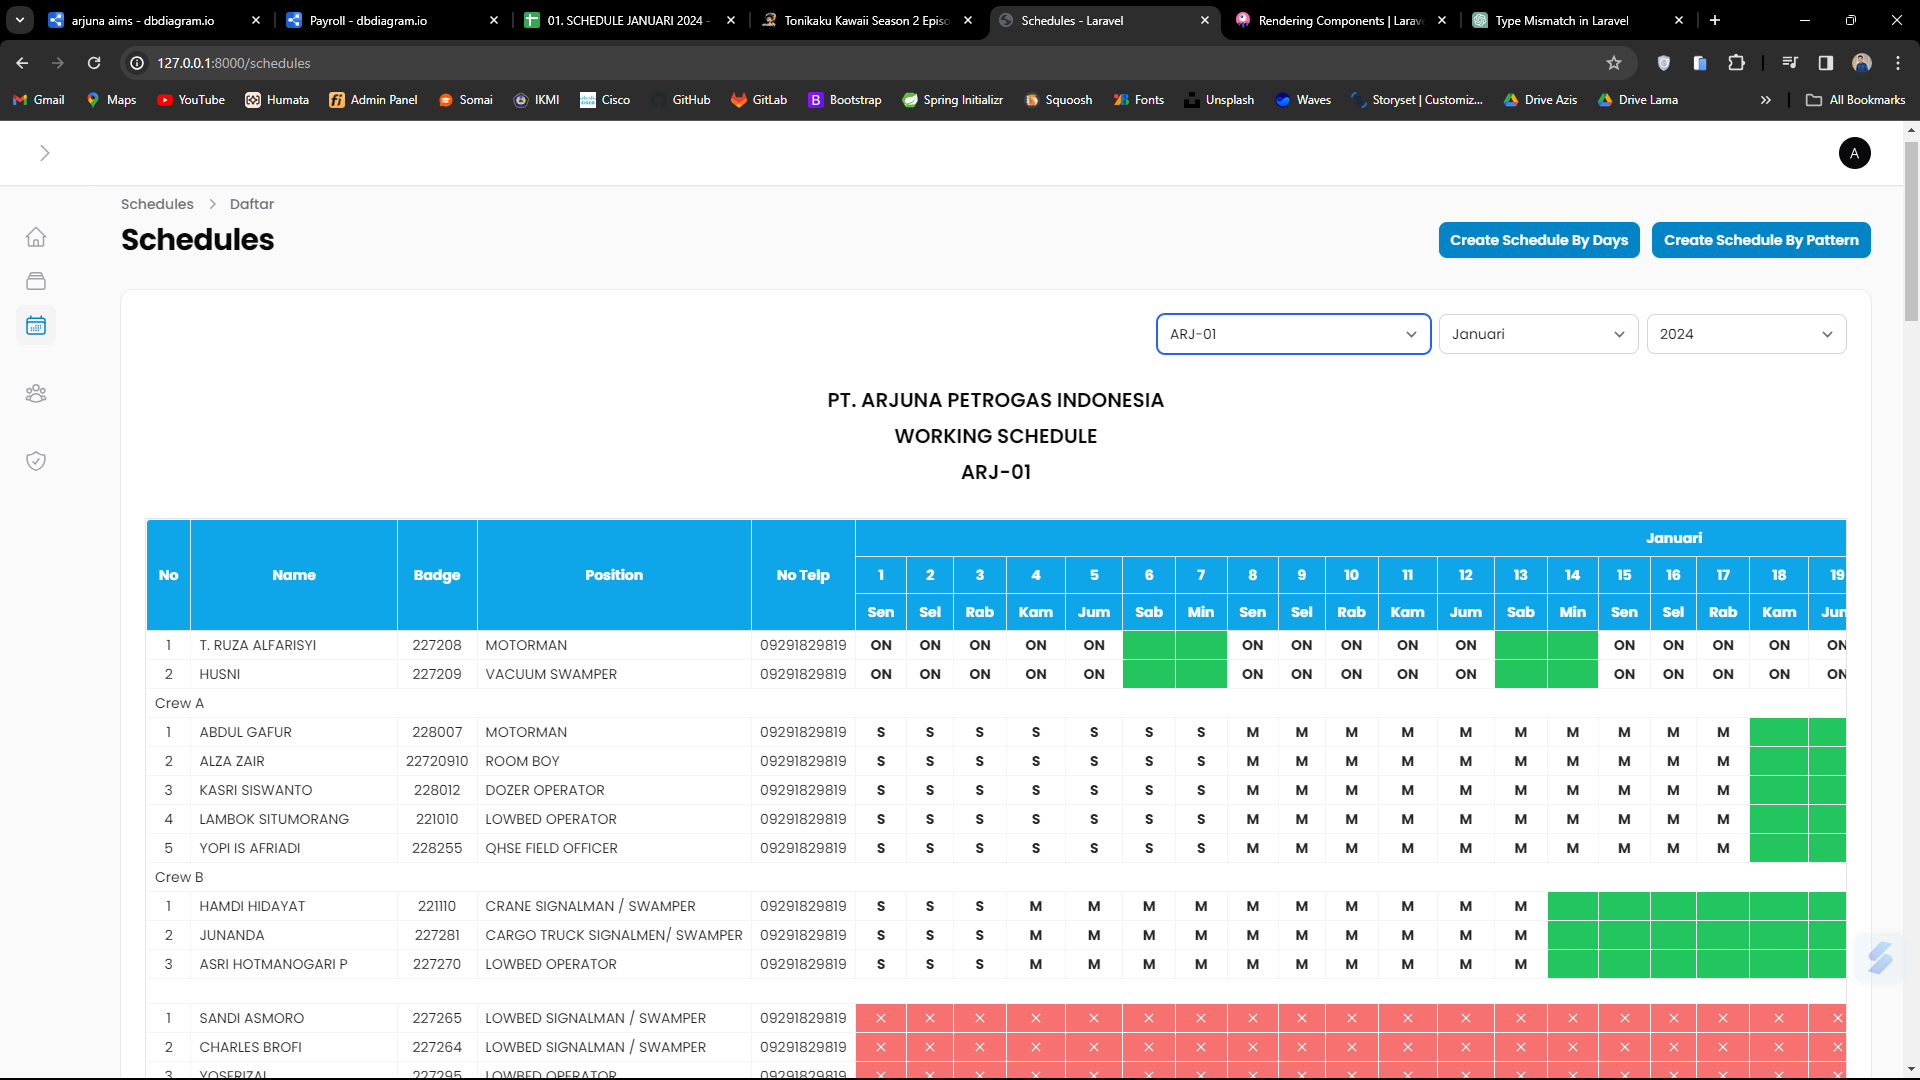 arjuna aims - dbdiagram.io
Payroll - dbdiagram.io
01. SCHEDULE JANUARI 2024 -
Tonikaku Kawaii Season 2 Episo
Schedules - Laravel
Rendering Components | Larav
Type Mismatch in Laravel
127.0.0.1:8000/schedules
Gmail Maps YouTube Humata Admin Panel Somai IKMI Cisco GitHub GitLab Bootstrap Spring Initializr Squoosh Fonts Unsplash Waves Storyset | Customiz... Drive Azis Drive Lama » All Bookmarks
A
Schedules > Daftar
Schedules
Create Schedule By Days Create Schedule By Pattern
ARJ-01 Januari 2024
PT. ARJUNA PETROGAS INDONESIA
WORKING SCHEDULE
ARJ-01
Januari
No Name Badge Position No Telp 1 2 3 4 5 6 7 8 9 10 11 12 13 14 15 16 17 18 19
Sen Sel Rab Kam Jum Sab Min Sen Sel Rab Kam Jum Sab Min Sen Sel Rab Kam Jum
1 T. RUZA ALFARISYI 227208 MOTORMAN 09291829819 ON ON ON ON ON ON ON ON ON ON ON ON ON ON ON
2 HUSNI 227209 VACUUM SWAMPER 09291829819 ON ON ON ON ON ON ON ON ON ON ON ON ON ON ON
Crew A
1 ABDUL GAFUR 228007 MOTORMAN 09291829819 S S S S S S S M M M M M M M M M M
2 ALZA ZAIR 22720910 ROOM BOY 09291829819 S S S S S S S M M M M M M M M M M
3 KASRI SISWANTO 228012 DOZER OPERATOR 09291829819 S S S S S S S M M M M M M M M M M
4 LAMBOK SITUMORANG 221010 LOWBED OPERATOR 09291829819 S S S S S S S M M M M M M M M M M
5 YOPI IS AFRIADI 228255 QHSE FIELD OFFICER 09291829819 S S S S S S S M M M M M M M M M M
Crew B
1 HAMDI HIDAYAT 221110 CRANE SIGNALMAN / SWAMPER 09291829819 S S S M M M M M M M M M M
2 JUNANDA 227281 CARGO TRUCK SIGNALMEN/ SWAMPER 09291829819 S S S M M M M M M M M M M
3 ASRI HOTMANOGARI P 227270 LOWBED OPERATOR 09291829819 S S S M M M M M M M M M M
1 SANDI ASMORO 227265 LOWBED SIGNALMAN / SWAMPER 09291829819 × × × × × × × × × × × × × × × × × × ×
2 CHARLES BROFI 227264 LOWBED SIGNALMAN / SWAMPER 09291829819 × × × × × × × × × × × × × × × × × × ×
3 YOSERIZAL 227295 LOWBED OPERATOR 09291829819 × × × × × × × × × × × × × × × × × × ×